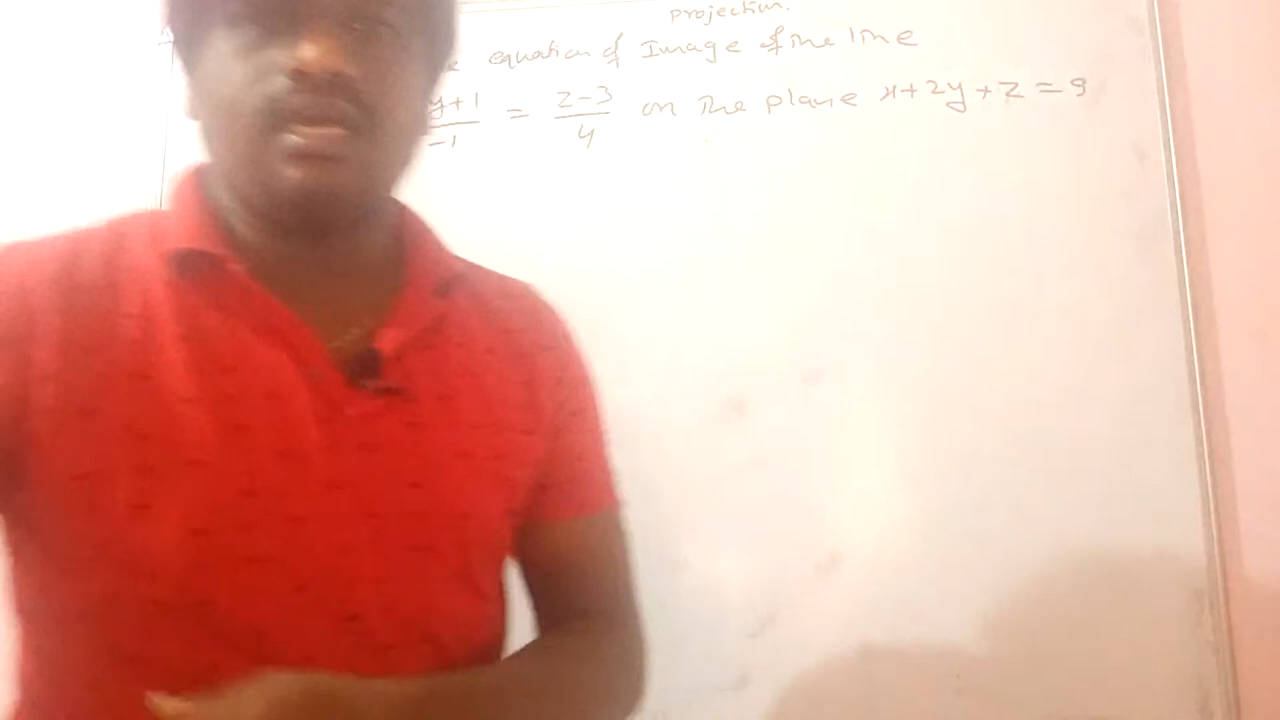 Projection.
equation of Image of the line
y+1/-1 = z-3/4 on the plane x+2y+z=9